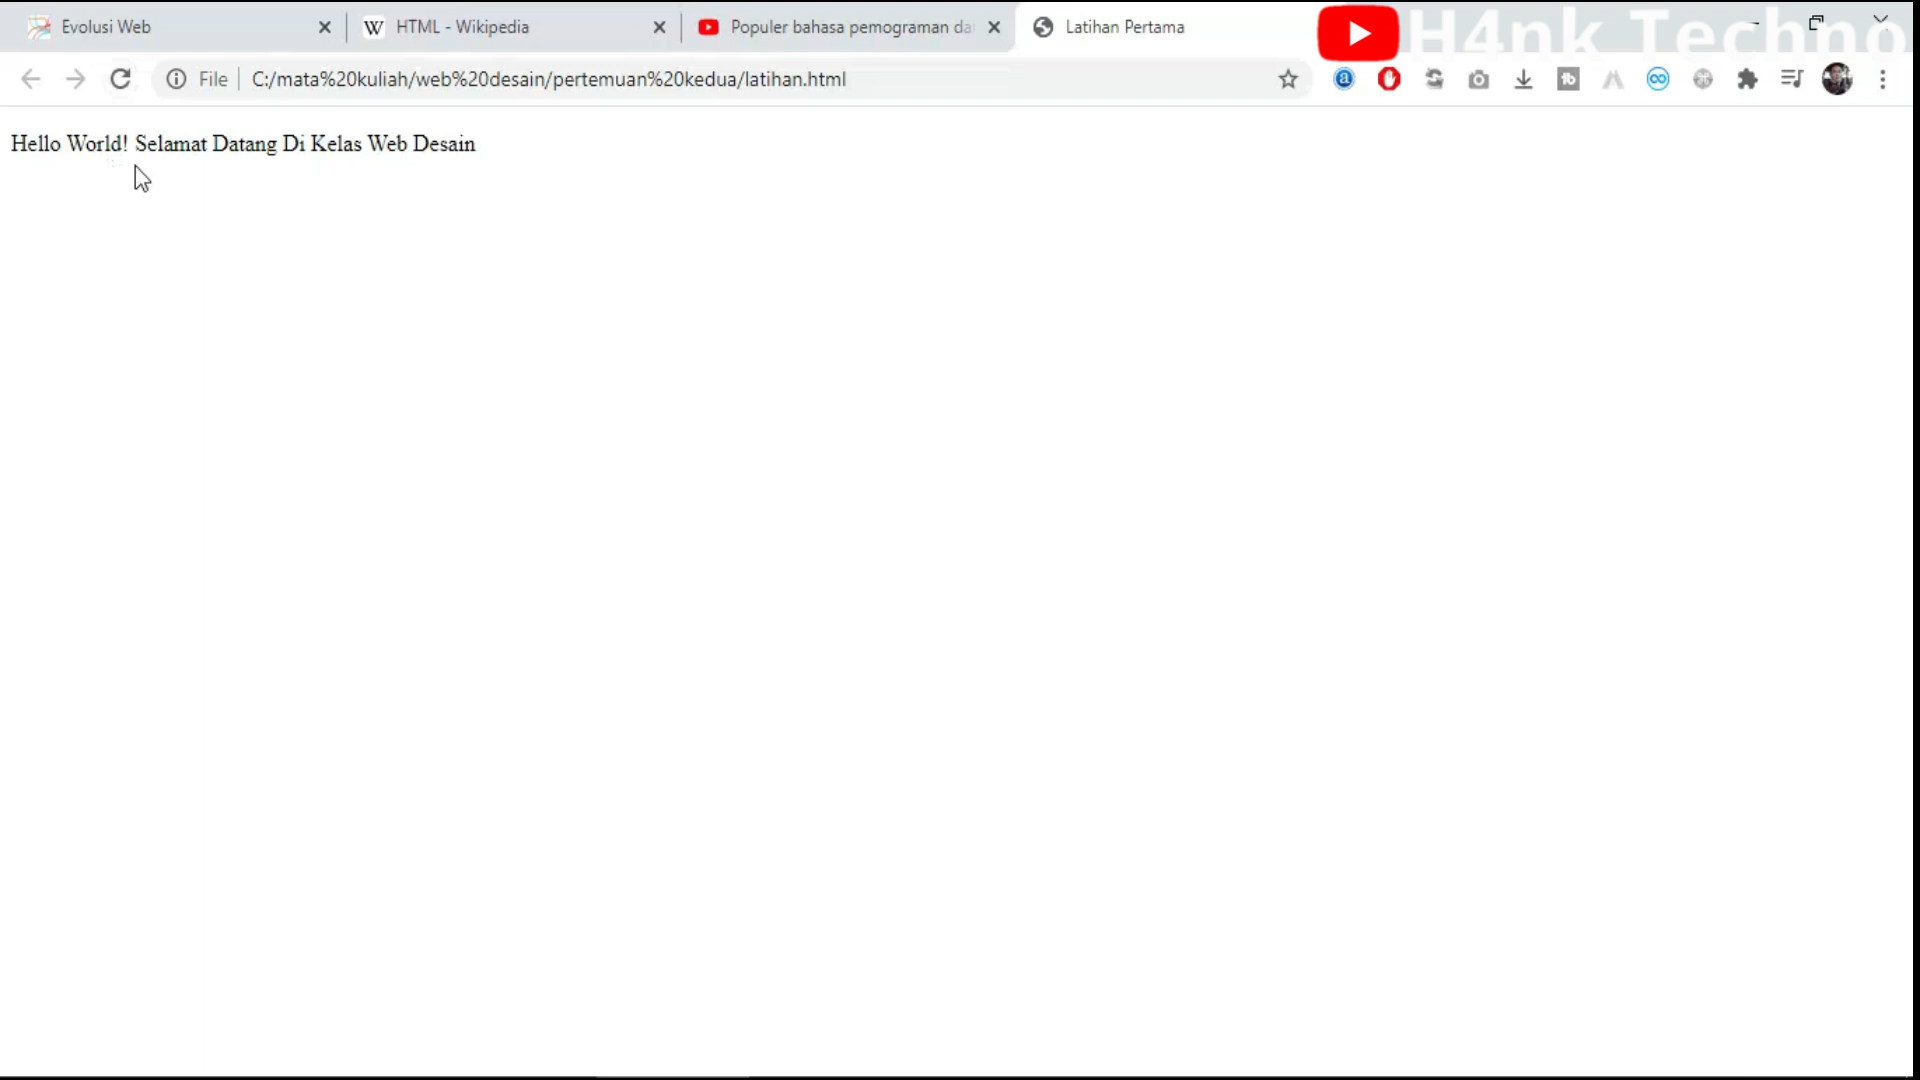 Evolusi Web
W HTML - Wikipedia
Populer bahasa pemograman da
Latihan Pertama
H4nk Techno
File
C:/mata%20kuliah/web%20desain/pertemuan%20kedua/latihan.html
Hello World! Selamat Datang Di Kelas Web Desain